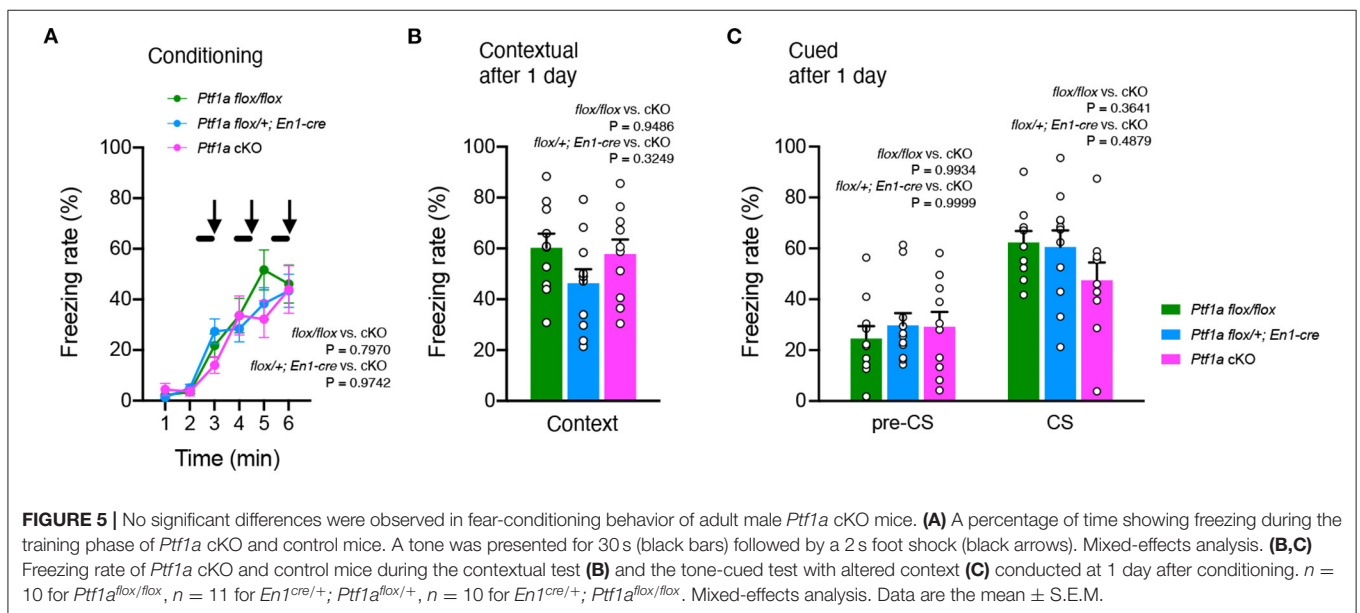 A
Conditioning
Ptf1a flox/flox
Ptf1a flox/+; En1-cre
Ptf1a cKO
Freezing rate (%)
100
80
60
40
20
0
flox/flox vs. cKO
P = 0.7970
flox/+; En1-cre vs. cKO
P = 0.9742
1 2 3 4 5 6
Time (min)
B
Contextual
after 1 day
flox/flox vs. cKO
P = 0.9486
flox/+; En1-cre vs. cKO
P = 0.3249
Freezing rate (%)
100
80
60
40
20
0
Context
C
Cued
after 1 day
flox/flox vs. cKO
P = 0.3641
flox/+; En1-cre vs. cKO
P = 0.4879
flox/flox vs. cKO
P = 0.9934
flox/+; En1-cre vs. cKO
P = 0.9999
Freezing rate (%)
100
80
60
40
20
0
pre-CS CS
Ptf1a flox/flox
Ptf1a flox/+; En1-cre
Ptf1a cKO
FIGURE 5 | No significant differences were observed in fear-conditioning behavior of adult male Ptf1a cKO mice. (A) A percentage of time showing freezing during the
training phase of Ptf1a cKO and control mice. A tone was presented for 30 s (black bars) followed by a 2 s foot shock (black arrows). Mixed-effects analysis. (B,C)
Freezing rate of Ptf1a cKO and control mice during the contextual test (B) and the tone-cued test with altered context (C) conducted at 1 day after conditioning. n =
10 for Ptf1a^flox/flox, n = 11 for En1^cre/+; Ptf1a^flox/+, n = 10 for En1^cre/+; Ptf1a^flox/flox. Mixed-effects analysis. Data are the mean ± S.E.M.